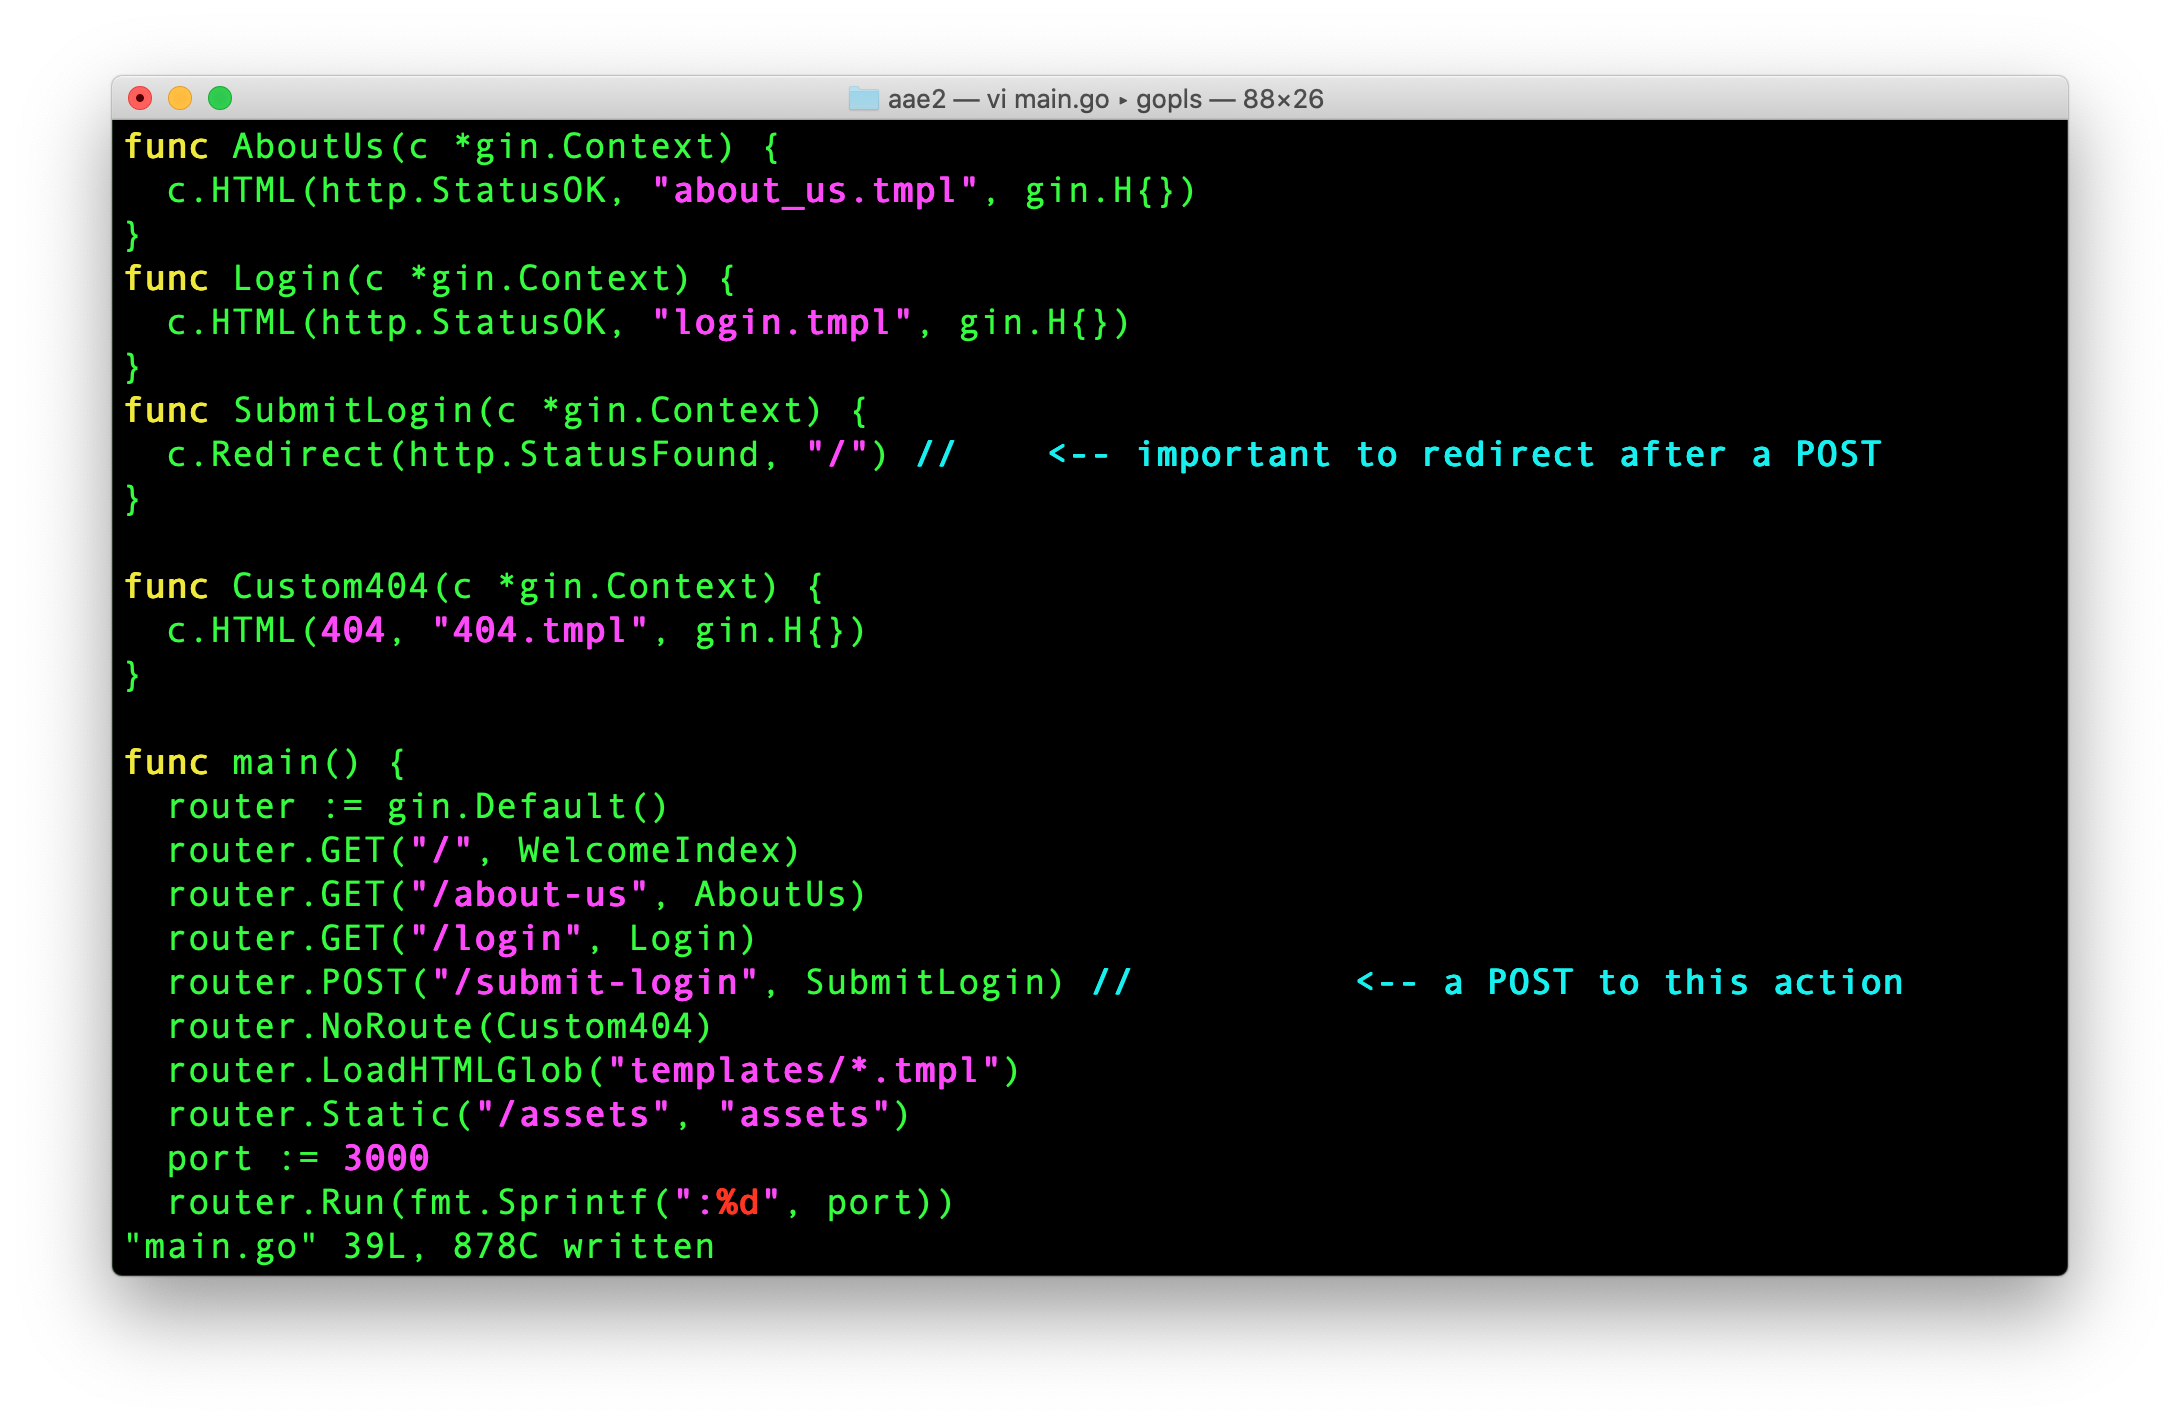 aae2 — vi main.go ▸ gopls — 88×26
func AboutUs(c *gin.Context) {
  c.HTML(http.StatusOK, "about_us.tmpl", gin.H{})
}
func Login(c *gin.Context) {
  c.HTML(http.StatusOK, "login.tmpl", gin.H{})
}
func SubmitLogin(c *gin.Context) {
  c.Redirect(http.StatusFound, "/") //    <-- important to redirect after a POST
}

func Custom404(c *gin.Context) {
  c.HTML(404, "404.tmpl", gin.H{})
}

func main() {
  router := gin.Default()
  router.GET("/", WelcomeIndex)
  router.GET("/about-us", AboutUs)
  router.GET("/login", Login)
  router.POST("/submit-login", SubmitLogin) //          <-- a POST to this action
  router.NoRoute(Custom404)
  router.LoadHTMLGlob("templates/*.tmpl")
  router.Static("/assets", "assets")
  port := 3000
  router.Run(fmt.Sprintf(":%d", port))
"main.go" 39L, 878C written